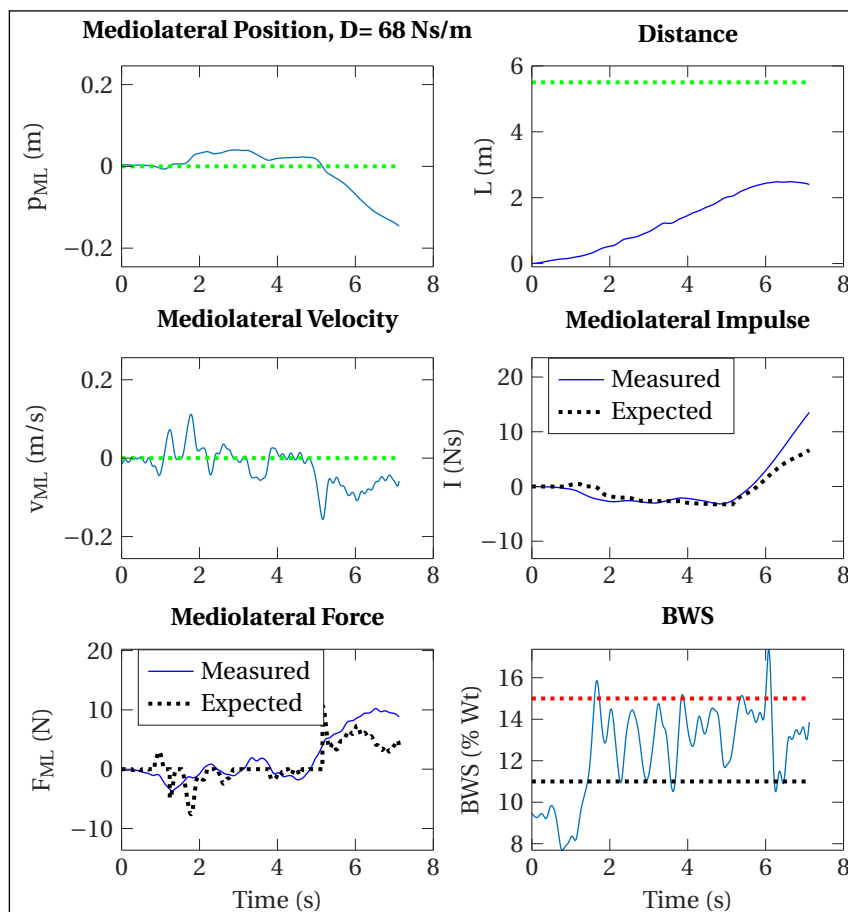 Mediolateral Position, D= 68 Ns/m
0.2
0
−0.2
p_ML (m)
0 2 4 6 8
Distance
6
4
2
0
L (m)
0 2 4 6 8
Mediolateral Velocity
0.2
0
−0.2
v_ML (m/s)
0 2 4 6 8
Mediolateral Impulse
20
10
0
−10
I (Ns)
Measured
Expected
0 2 4 6 8
Mediolateral Force
20
10
0
−10
F_ML (N)
Measured
Expected
0 2 4 6 8
Time (s)
BWS
16
14
12
10
8
BWS (% Wt)
0 2 4 6 8
Time (s)